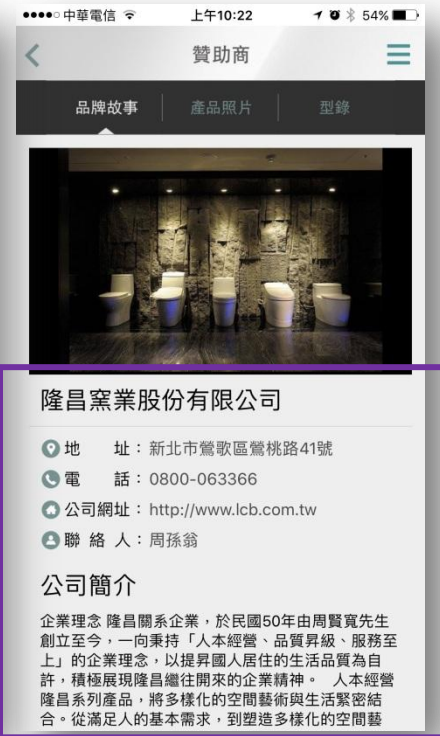 中華電信 上午10:22 54%
贊助商
品牌故事 產品照片 型錄
隆昌窯業股份有限公司
地 址：新北市鶯歌區鶯桃路41號
電 話：0800-063366
公司網址：http://www.lcb.com.tw
聯 絡 人：周孫翁
公司簡介
企業理念 隆昌關系企業，於民國50年由周賢寬先生
創立至今，一向秉持「人本經營、品質昇級、服務至
上」的企業理念，以提昇國人居住的生活品質為自
許，積極展現隆昌繼往開來的企業精神。 人本經營
隆昌系列產品，將多樣化的空間藝術與生活緊密結
合。從滿足人的基本需求，到塑造多樣化的空間藝